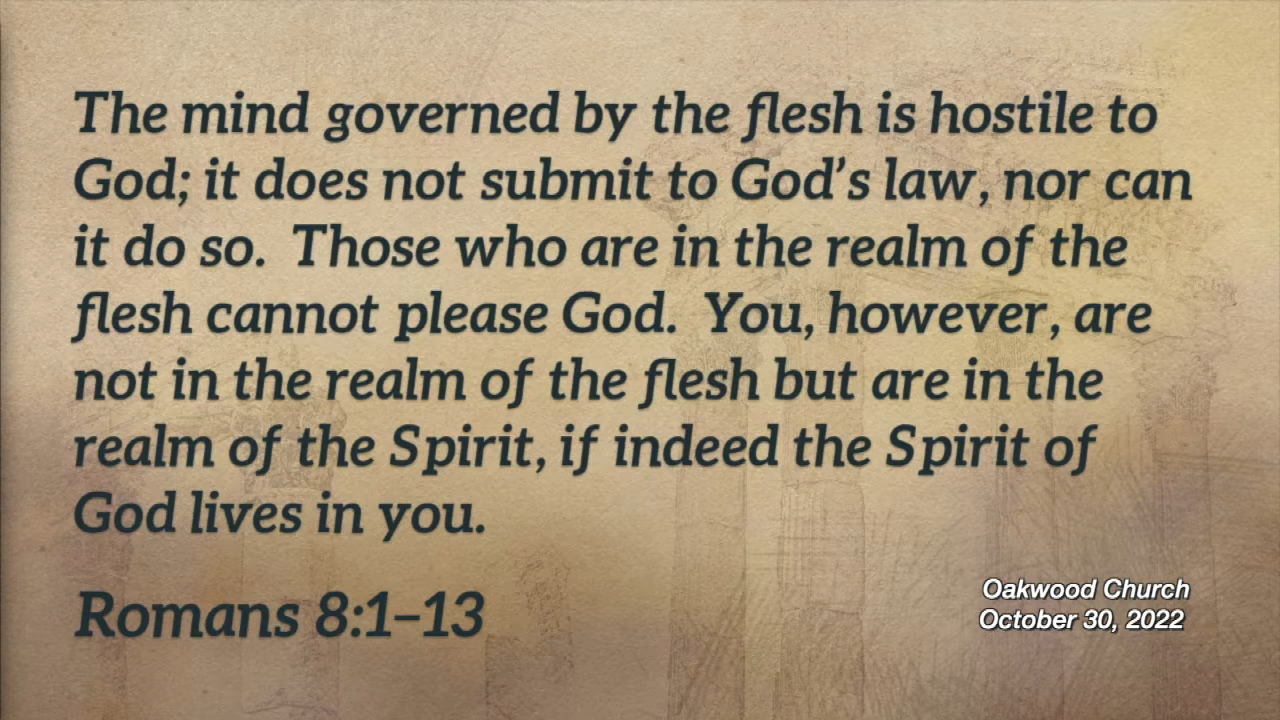 The mind governed by the flesh is hostile to
God; it does not submit to God’s law, nor can
it do so.  Those who are in the realm of the
flesh cannot please God.  You, however, are
not in the realm of the flesh but are in the
realm of the Spirit, if indeed the Spirit of
God lives in you.
Romans 8:1–13
Oakwood Church
October 30, 2022